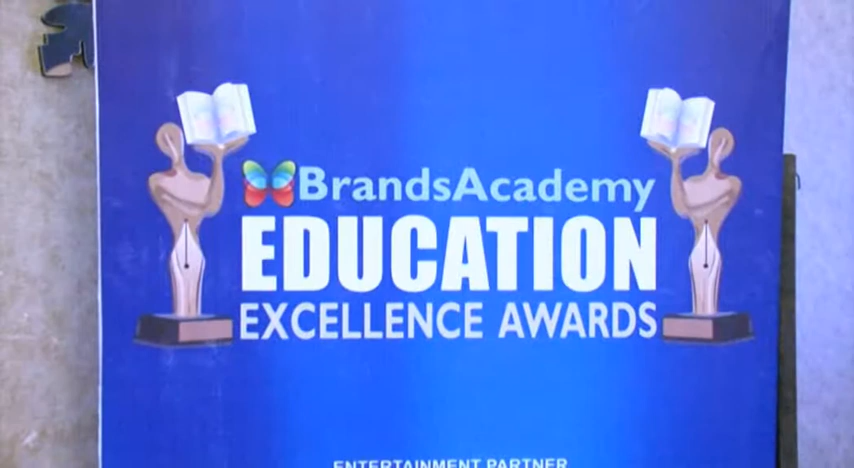 BrandsAcademy
EDUCATION
EXCELLENCE AWARDS
ENTERTAINMENT PARTNER